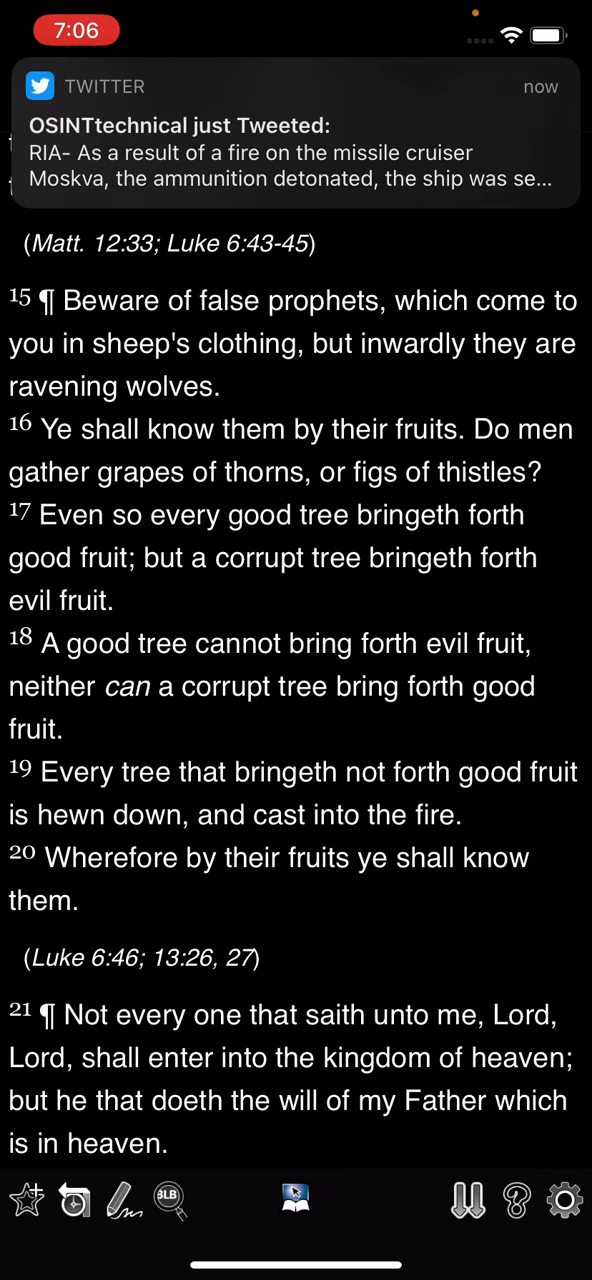 7:06
TWITTER now
OSINTtechnical just Tweeted:
RIA- As a result of a fire on the missile cruiser
Moskva, the ammunition detonated, the ship was se...
(Matt. 12:33; Luke 6:43-45)
15 ¶ Beware of false prophets, which come to
you in sheep's clothing, but inwardly they are
ravening wolves.
16 Ye shall know them by their fruits. Do men
gather grapes of thorns, or figs of thistles?
17 Even so every good tree bringeth forth
good fruit; but a corrupt tree bringeth forth
evil fruit.
18 A good tree cannot bring forth evil fruit,
neither can a corrupt tree bring forth good
fruit.
19 Every tree that bringeth not forth good fruit
is hewn down, and cast into the fire.
20 Wherefore by their fruits ye shall know
them.
(Luke 6:46; 13:26, 27)
21 ¶ Not every one that saith unto me, Lord,
Lord, shall enter into the kingdom of heaven;
but he that doeth the will of my Father which
is in heaven.
BLB